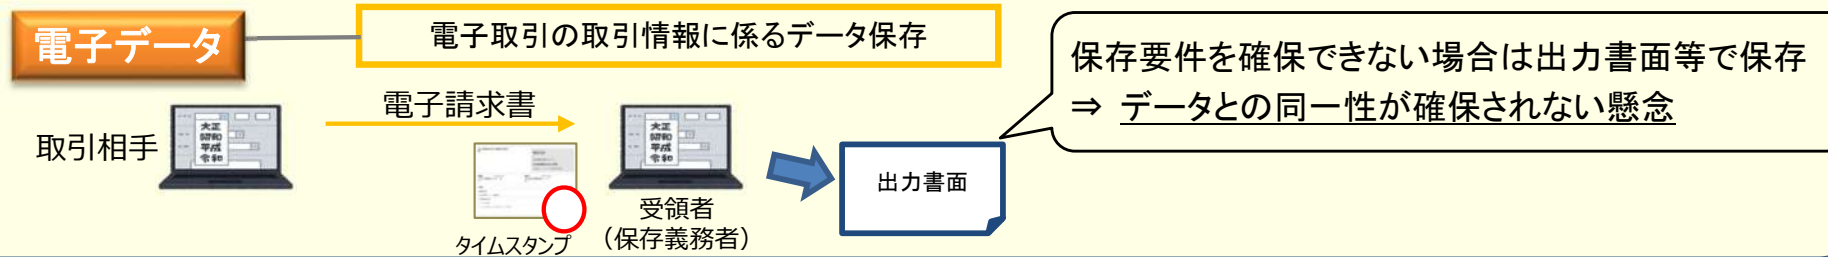 電子データ
電子取引の取引情報に係るデータ保存
保存要件を確保できない場合は出力書面等で保存
⇒ データとの同一性が確保されない懸念
取引相手
大正
昭和
平成
令和
電子請求書
タイムスタンプ
大正
昭和
平成
令和
受領者
（保存義務者）
出力書面